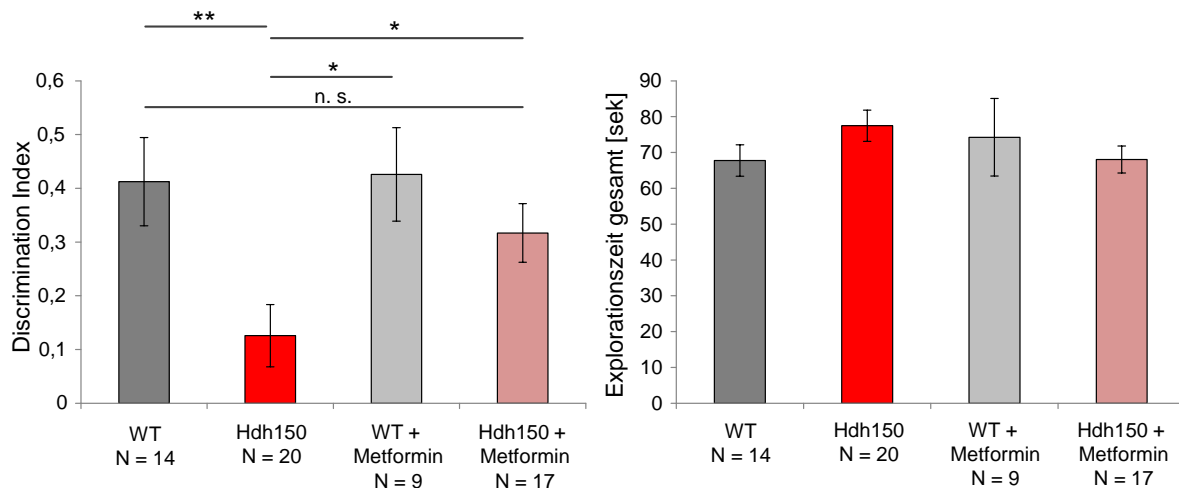 **
*
*
n. s.
Discrimination Index
0,6
0,5
0,4
0,3
0,2
0,1
0
WT
N = 14
Hdh150
N = 20
WT +
Metformin
N = 9
Hdh150 +
Metformin
N = 17
Explorationszeit gesamt [sek]
90
80
70
60
50
40
30
20
10
0
WT
N = 14
Hdh150
N = 20
WT +
Metformin
N = 9
Hdh150 +
Metformin
N = 17